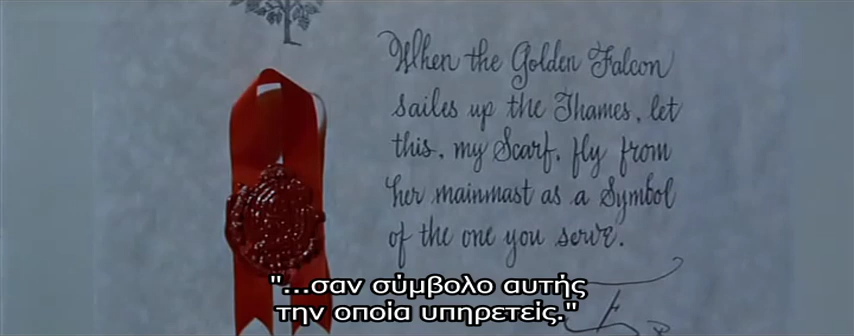 When the Golden Falcon
sailes up the Thames, let
this, my Scarf, fly from
her mainmast as a Symbol
of the one you serve.
"...σαν σύμβολο αυτής
την οποία υπηρετείς."